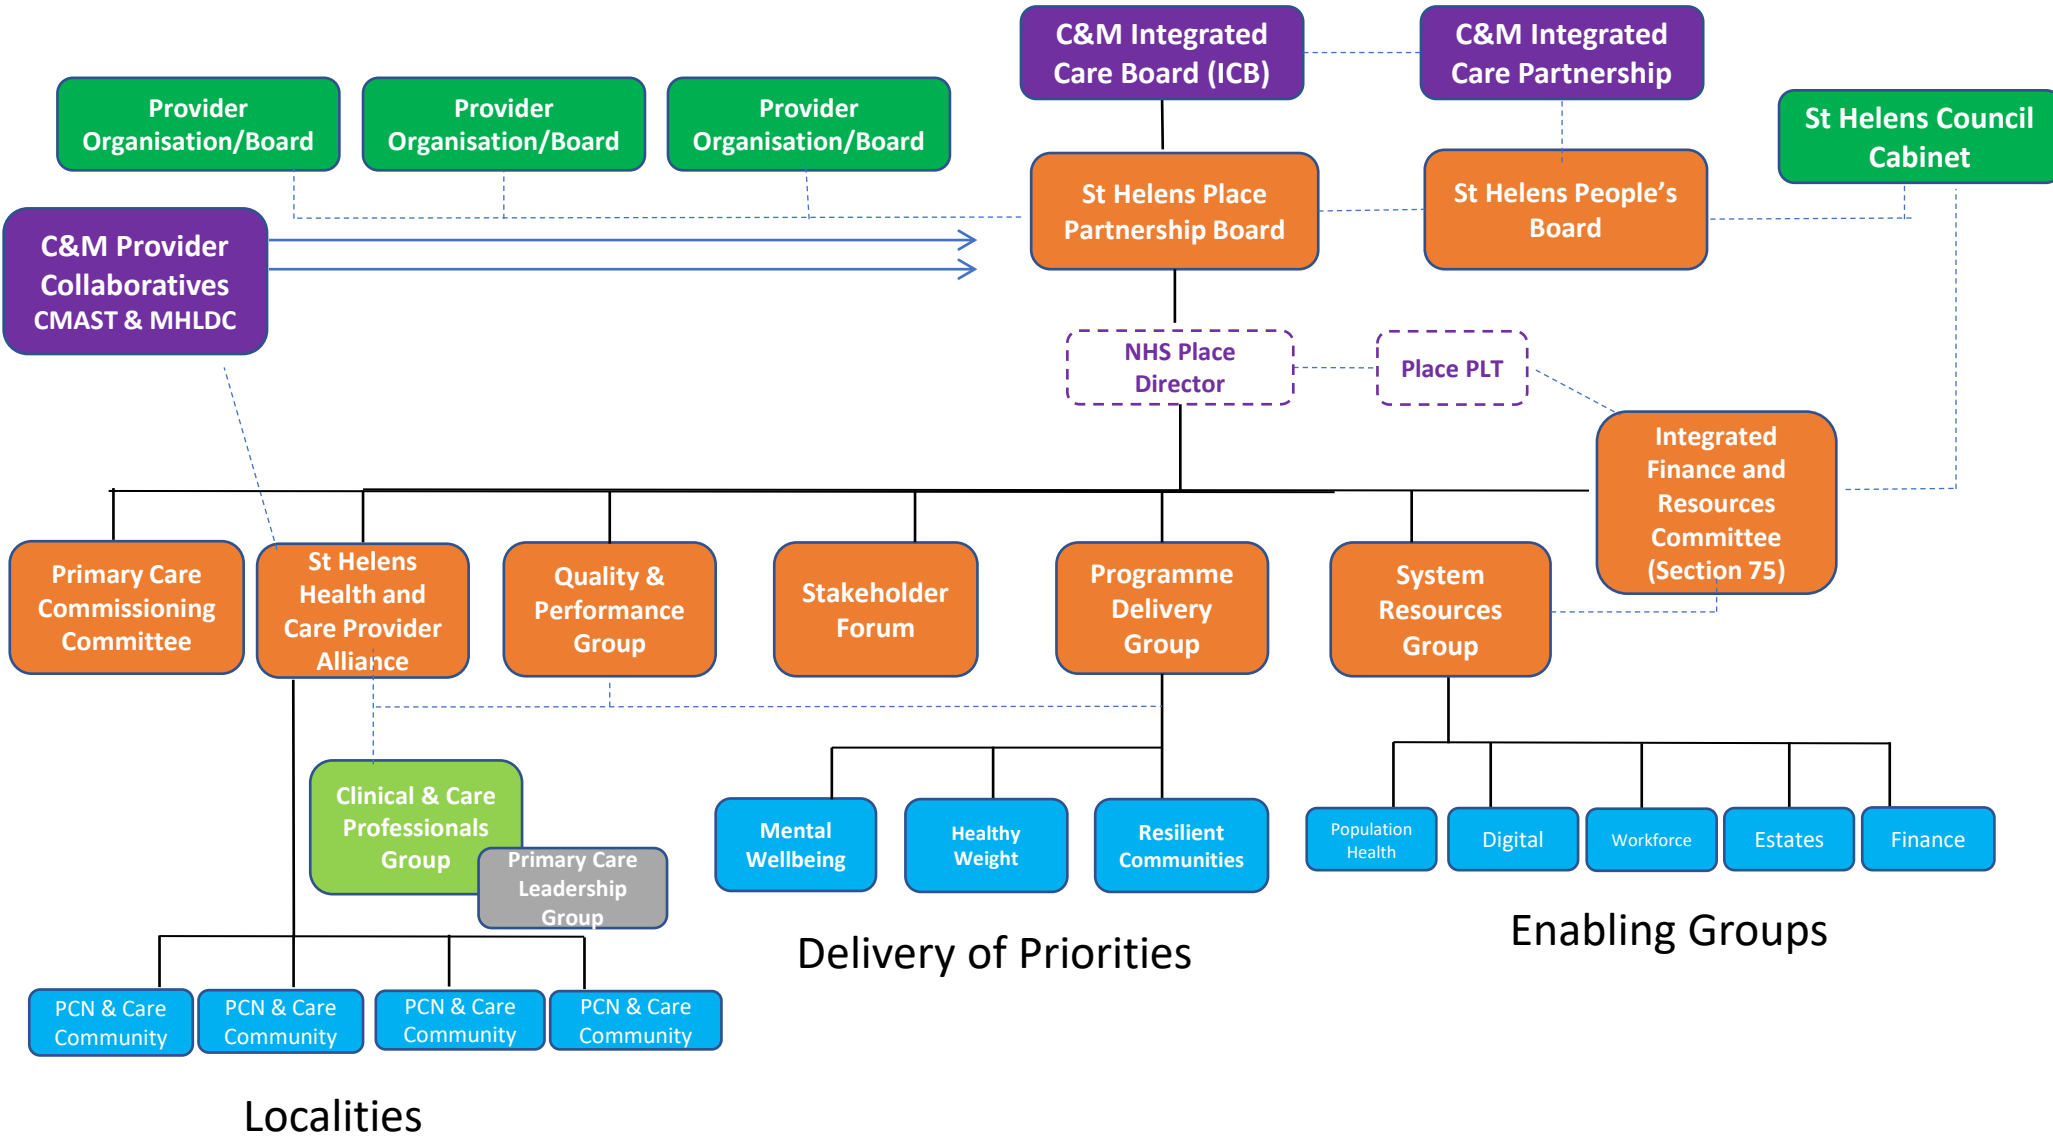 C&M Integrated
Care Board (ICB)
C&M Integrated
Care Partnership
Provider
Organisation/Board
Provider
Organisation/Board
Provider
Organisation/Board
St Helens Council
Cabinet
St Helens Place
Partnership Board
St Helens People’s
Board
C&M Provider
Collaboratives
CMAST & MHLDC
NHS Place
Director
Place PLT
Integrated
Finance and
Resources
Committee
(Section 75)
Primary Care
Commissioning
Committee
St Helens
Health and
Care Provider
Alliance
Quality &
Performance
Group
Stakeholder
Forum
Programme
Delivery
Group
System
Resources
Group
Clinical & Care
Professionals
Group
Primary Care
Leadership
Group
Mental
Wellbeing
Healthy
Weight
Resilient
Communities
Population
Health
Digital
Workforce
Estates
Finance
Delivery of Priorities
Enabling Groups
PCN & Care
Community
PCN & Care
Community
PCN & Care
Community
PCN & Care
Community
Localities